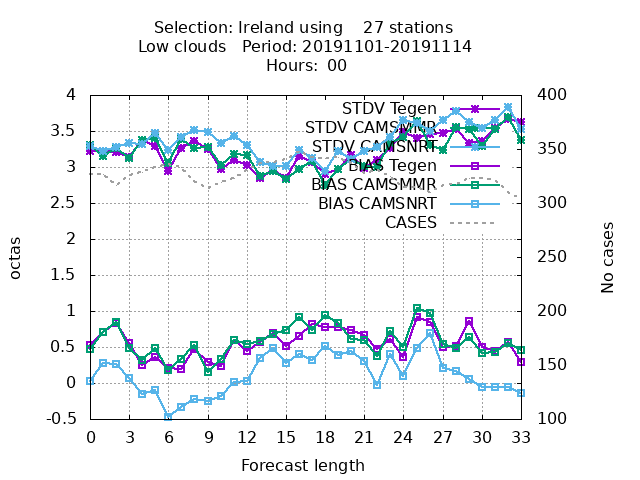 Selection: Ireland using    27 stations
Low clouds   Period: 20191101-20191114
Hours:  00
4
3.5
3
2.5
2
1.5
1
0.5
0
-0.5
octas
STDV Tegen
STDV CAMSMMR
STDV CAMSNRT
BIAS Tegen
BIAS CAMSMMR
BIAS CAMSNRT
CASES
400
350
300
250
200
150
100
No cases
0 3 6 9 12 15 18 21 24 27 30 33
Forecast length